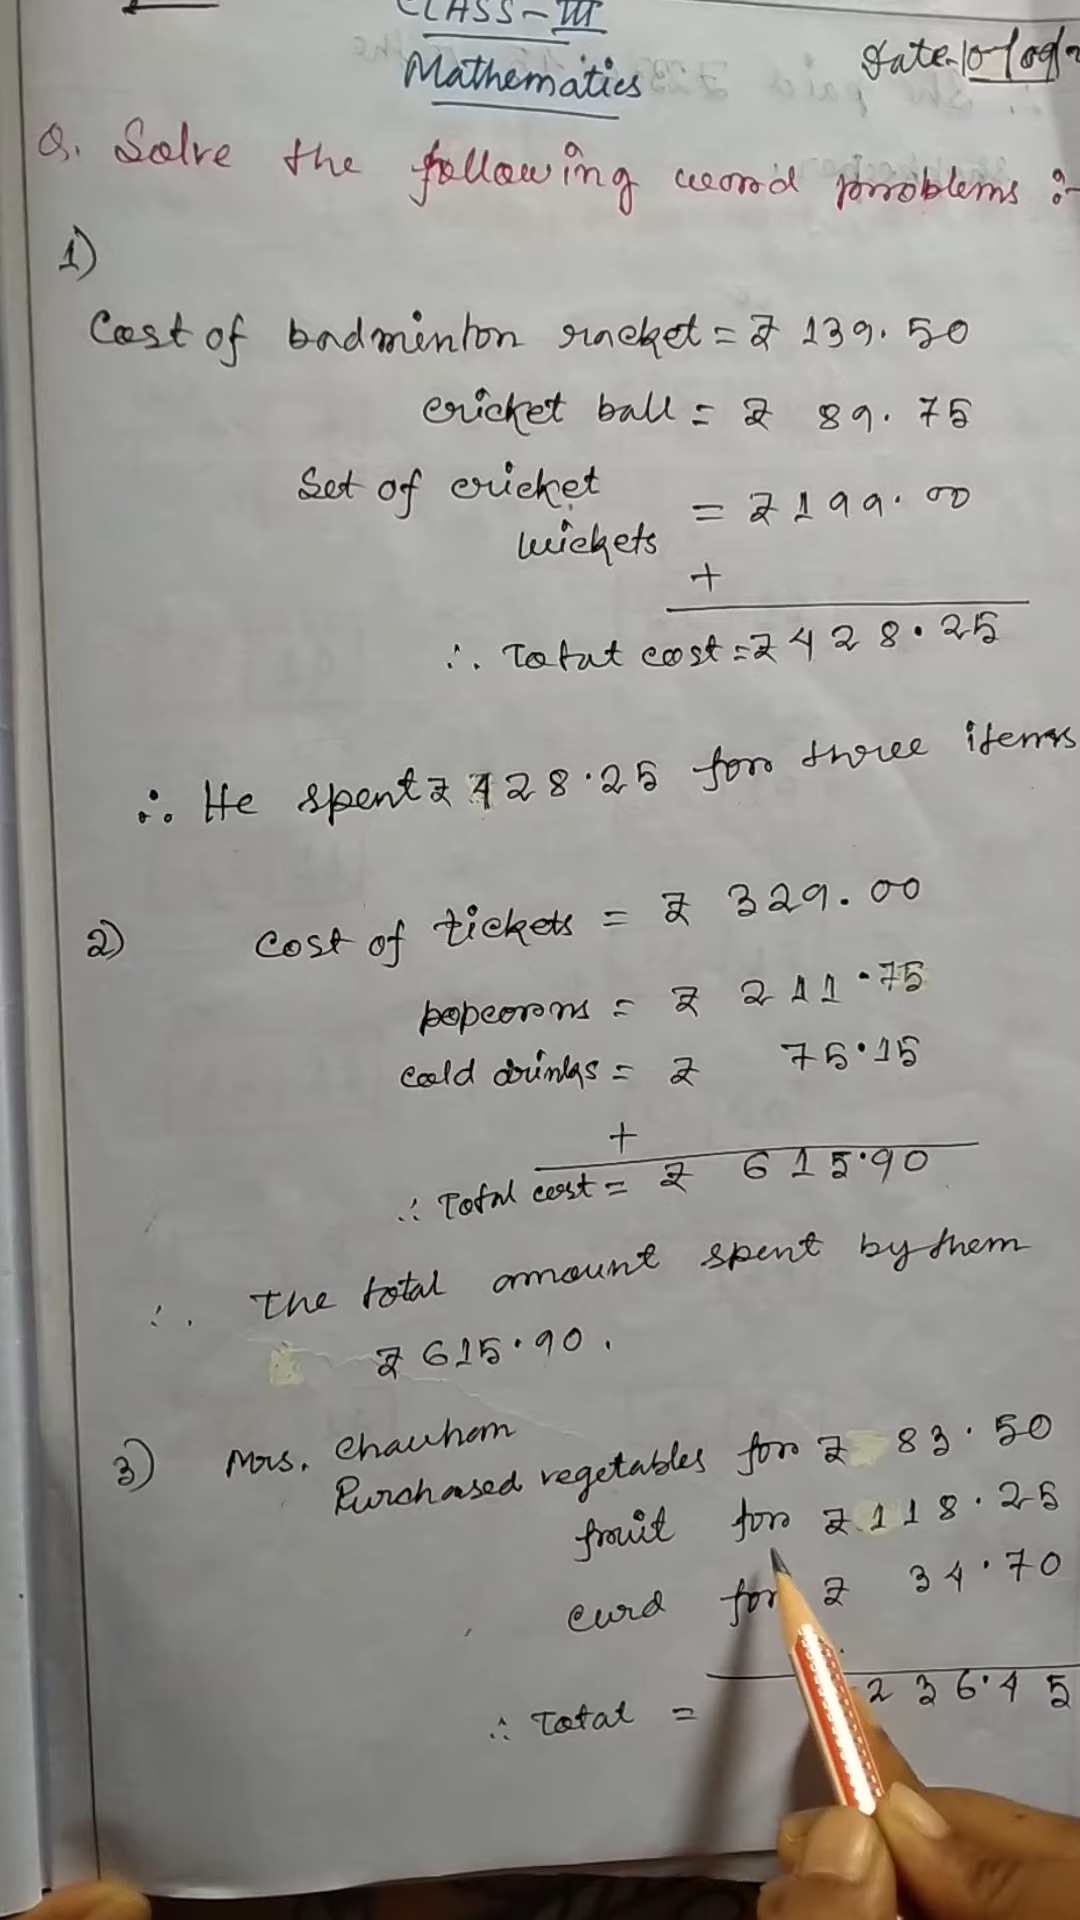 CLASS-III
Mathematics
Date-10/09/
Q. Solve the following word problems :-
1)
Cost of badminton racket = ₹ 139.50
cricket ball = ₹ 89.75
Set of cricket
wickets = ₹ 199.00
+
∴ Total cost = ₹ 428.25
∴ He spent ₹ 428.25 for three items
2) Cost of tickets = ₹ 329.00
popcorns = ₹ 211.75
cold drinks = ₹ 75.15
+
∴ Total cost = ₹ 615.90
∴ The total amount spent by them
₹ 615.90.
3) Mrs. Chauhan
Purchased vegetables for ₹ 83.50
fruit for ₹ 118.25
curd for ₹ 34.70
∴ Total = 236.45